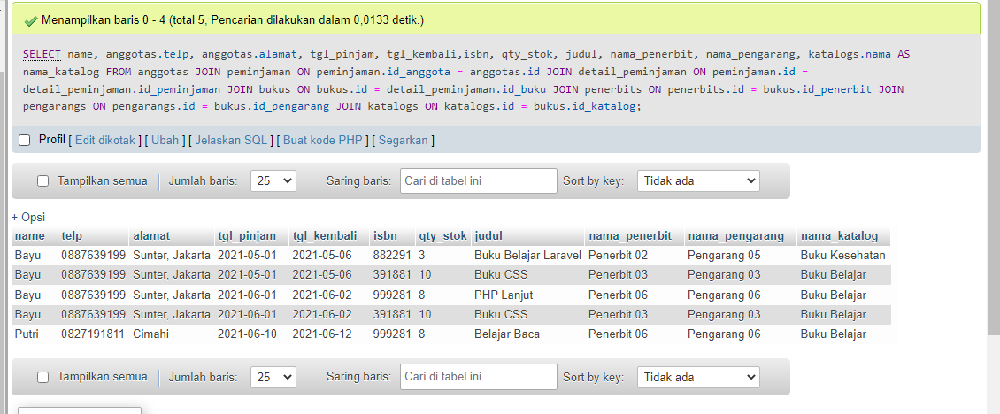 Menampilkan baris 0 - 4 (total 5, Pencarian dilakukan dalam 0,0133 detik.)
SELECT name, anggotas.telp, anggotas.alamat, tgl_pinjam, tgl_kembali,isbn, qty_stok, judul, nama_penerbit, nama_pengarang, katalogs.nama AS
nama_katalog FROM anggotas JOIN peminjaman ON peminjaman.id_anggota = anggotas.id JOIN detail_peminjaman ON peminjaman.id =
detail_peminjaman.id_peminjaman JOIN bukus ON bukus.id = detail_peminjaman.id_buku JOIN penerbits ON penerbits.id = bukus.id_penerbit JOIN
pengarangs ON pengarangs.id = bukus.id_pengarang JOIN katalogs ON katalogs.id = bukus.id_katalog;
Profil [ Edit dikotak ] [ Ubah ] [ Jelaskan SQL ] [ Buat kode PHP ] [ Segarkan ]
Tampilkan semua Jumlah baris: 25 Saring baris: Cari di tabel ini Sort by key: Tidak ada
+ Opsi
name telp alamat tgl_pinjam tgl_kembali isbn qty_stok judul nama_penerbit nama_pengarang nama_katalog
Bayu 0887639199 Sunter, Jakarta 2021-05-01 2021-05-06 882291 3 Buku Belajar Laravel Penerbit 02 Pengarang 05 Buku Kesehatan
Bayu 0887639199 Sunter, Jakarta 2021-05-01 2021-05-06 391881 10 Buku CSS Penerbit 03 Pengarang 03 Buku Belajar
Bayu 0887639199 Sunter, Jakarta 2021-06-01 2021-06-02 999281 8 PHP Lanjut Penerbit 06 Pengarang 06 Buku Belajar
Bayu 0887639199 Sunter, Jakarta 2021-06-01 2021-06-02 391881 10 Buku CSS Penerbit 03 Pengarang 03 Buku Belajar
Putri 0827191811 Cimahi 2021-06-10 2021-06-12 999281 8 Belajar Baca Penerbit 06 Pengarang 06 Buku Belajar
Tampilkan semua Jumlah baris: 25 Saring baris: Cari di tabel ini Sort by key: Tidak ada